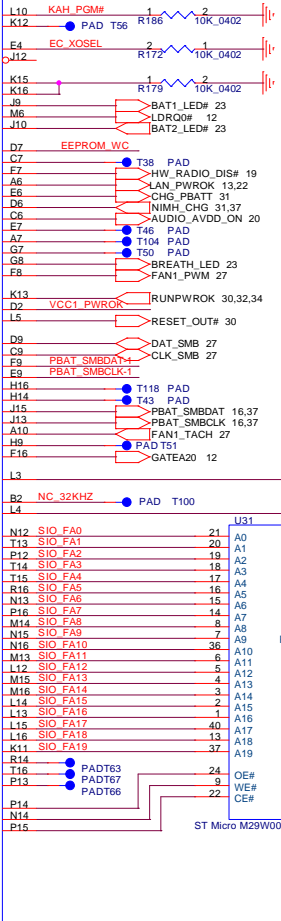 L10 KAH_PGM# 1 2
K12 PAD T56 R186 10K_0402
E4 EC_XOSEL 2 1
J12 R172 10K_0402
K15 1 2
K16 R179 10K_0402
J9 BAT1_LED# 23
M6 LDRQ0# 12
J10 BAT2_LED# 23
D7 EEPROM_WC
C7 T38 PAD
F7 HW_RADIO_DIS# 19
A6 LAN_PWROK 13,22
E6 CHG_PBATT 31
D6 NIMH_CHG 31,37
C6 AUDIO_AVDD_ON 20
E7 T46 PAD
A7 T104 PAD
G7 T50 PAD
G8 BREATH_LED 23
F8 FAN1_PWM 27
K13 RUNPWROK 30,32,34
D2 VCC1_PWROK
L5 RESET_OUT# 30
D9 DAT_SMB 27
C9 CLK_SMB 27
F9 PBAT_SMBDAT-1
E9 PBAT_SMBCLK-1
H16 T118 PAD
H14 T43 PAD
J15 PBAT_SMBDAT 16,37
J13 PBAT_SMBCLK 16,37
A10 FAN1_TACH 27
H9 PAD T51
F16 GATEA20 12
L3
B2 NC_32KHZ PAD T100
L4
U31
N12 SIO_FA0 21 A0
T13 SIO_FA1 20 A1
P12 SIO_FA2 19 A2
T14 SIO_FA3 18 A3
T15 SIO_FA4 17 A4
R16 SIO_FA5 16 A5
N13 SIO_FA6 15 A6
P16 SIO_FA7 14 A7
M14 SIO_FA8 8 A8
N15 SIO_FA9 7 A9
N16 SIO_FA10 36 A10
M13 SIO_FA11 6 A11
L12 SIO_FA12 5 A12
M15 SIO_FA13 4 A13
M16 SIO_FA14 3 A14
L14 SIO_FA15 2 A15
L13 SIO_FA16 1 A16
L15 SIO_FA17 40 A17
L16 SIO_FA18 13 A18
K11 SIO_FA19 37 A19
R14 PADT63
T16 PADT67
P13 PADT66
24 OE#
P14 9 WE#
N14 22 CE#
P15
ST Micro M29W00